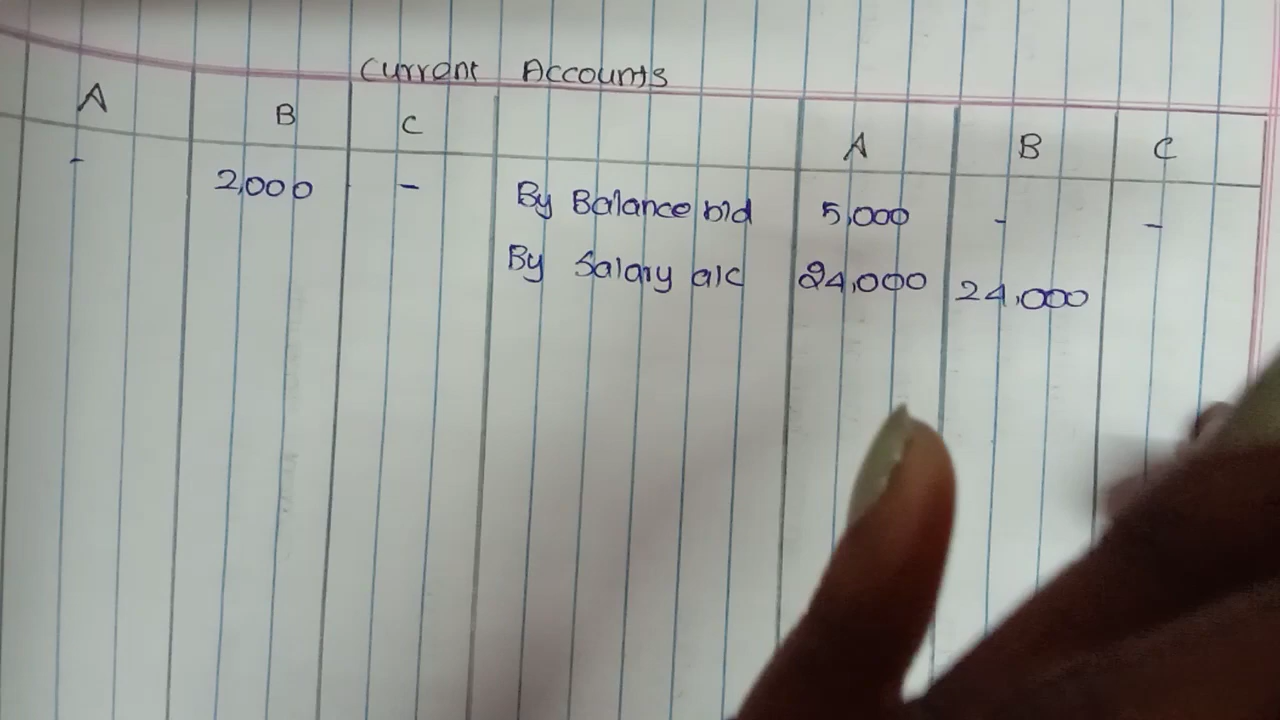 Current Accounts
A B C A B C
- 2,000 - By Balance b/d 5,000 - -
By Salary a/c 24,000 24,000